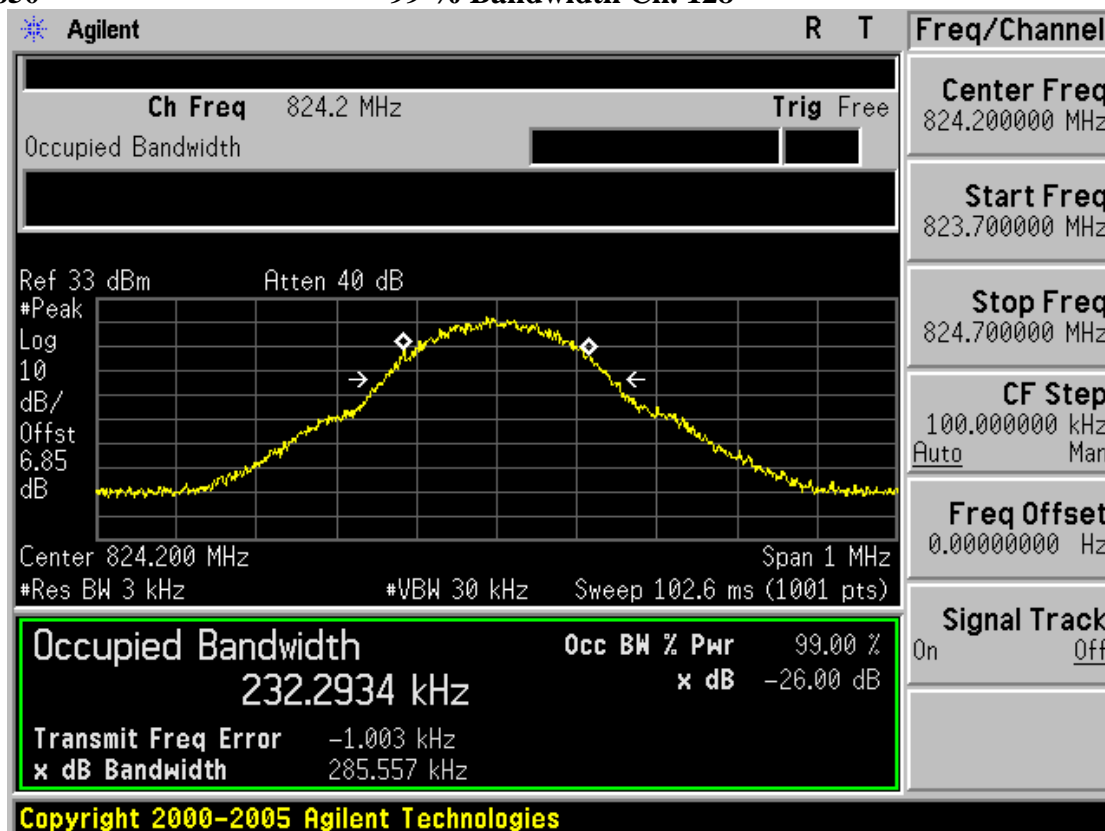 99 % Bandwidth Ch. 128
Agilent R T
Freq/Channel
Ch Freq 824.2 MHz Trig Free
Occupied Bandwidth
Center Freq
824.200000 MHz
Start Freq
823.700000 MHz
Stop Freq
824.700000 MHz
CF Step
100.000000 kHz
Auto Man
Freq Offset
0.00000000 Hz
Signal Track
On Off
Ref 33 dBm Atten 40 dB
#Peak
Log
10
dB/
Offst
6.85
dB
Center 824.200 MHz Span 1 MHz
#Res BW 3 kHz #VBW 30 kHz Sweep 102.6 ms (1001 pts)
Occupied Bandwidth
232.2934 kHz
Occ BW % Pwr 99.00 %
x dB -26.00 dB
Transmit Freq Error -1.003 kHz
x dB Bandwidth 285.557 kHz
Copyright 2000-2005 Agilent Technologies